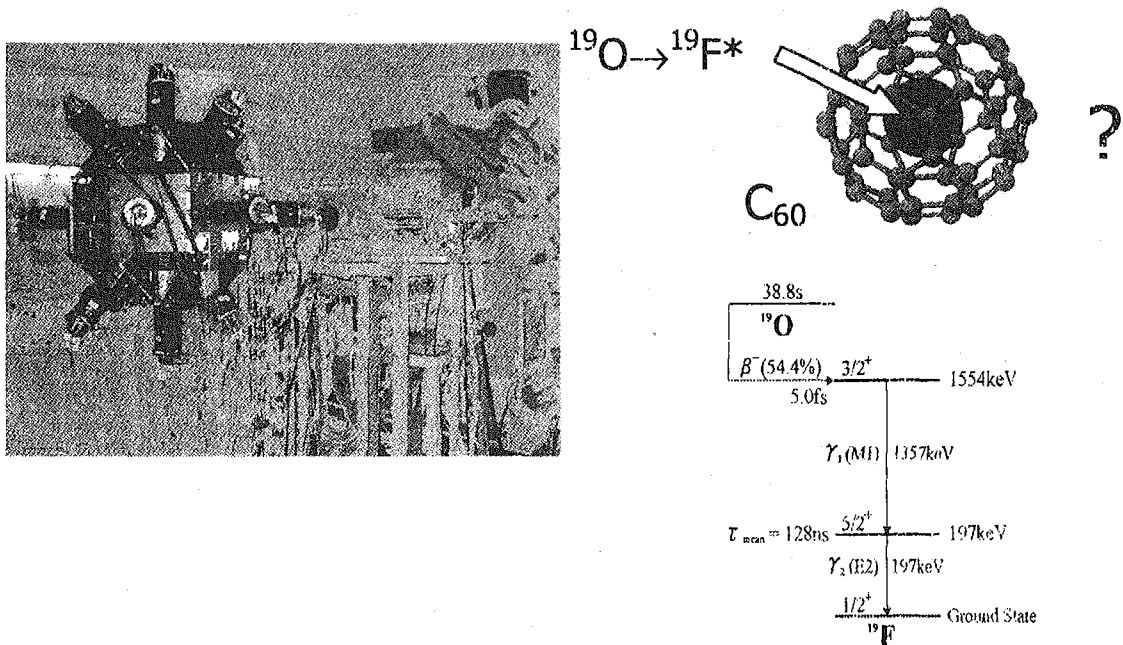 ¹⁹O→¹⁹F*
?
C₆₀
38.8s
¹⁹O
β⁻(54.4%) 3/2⁺ 1554keV
5.0fs
γ₁(M1) 1357keV
τ mean = 128ns 5/2⁺ 197keV
γ₂(E2) 197keV
1/2⁺ Ground State
¹⁹F